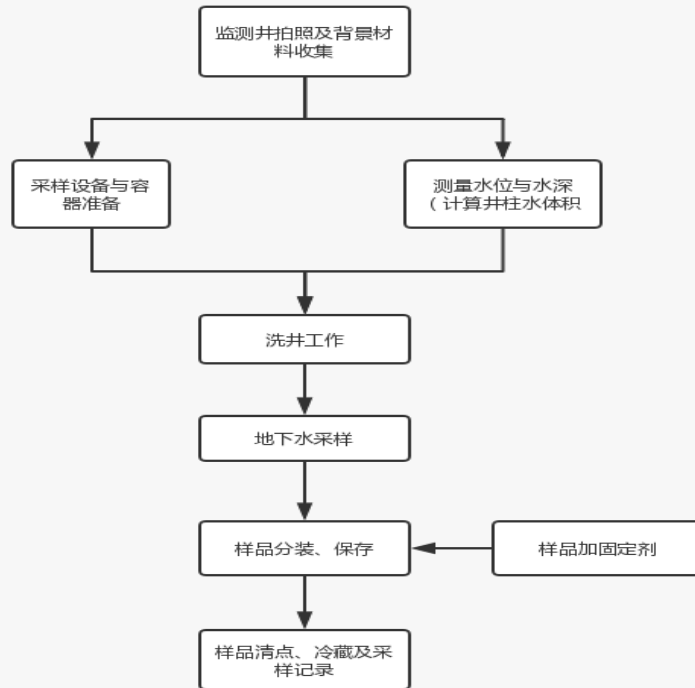 监测井拍照及背景材
料收集
采样设备与容
器准备
测量水位与水深
（计算井柱水体积
洗井工作
地下水采样
样品分装、保存
样品加固定剂
样品清点、冷藏及采
样记录